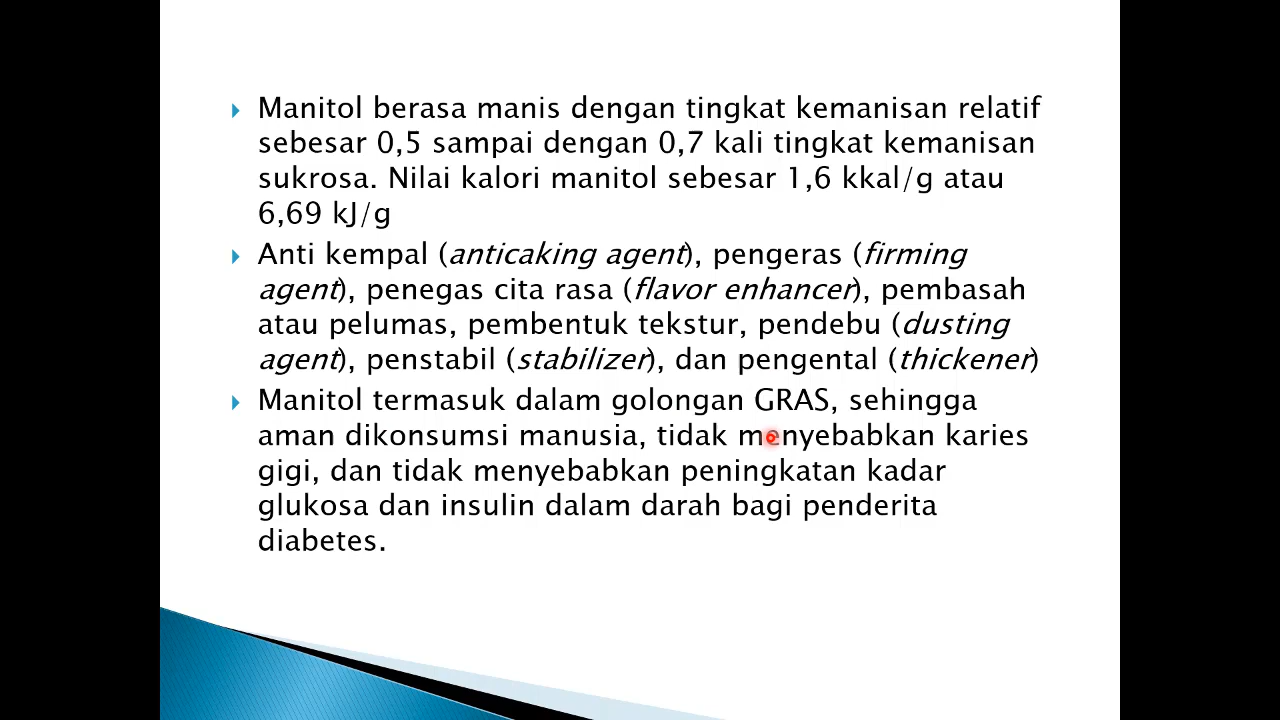 Manitol berasa manis dengan tingkat kemanisan relatif
sebesar 0,5 sampai dengan 0,7 kali tingkat kemanisan
sukrosa. Nilai kalori manitol sebesar 1,6 kkal/g atau
6,69 kJ/g
Anti kempal (anticaking agent), pengeras (firming
agent), penegas cita rasa (flavor enhancer), pembasah
atau pelumas, pembentuk tekstur, pendebu (dusting
agent), penstabil (stabilizer), dan pengental (thickener)
Manitol termasuk dalam golongan GRAS, sehingga
aman dikonsumsi manusia, tidak menyebabkan karies
gigi, dan tidak menyebabkan peningkatan kadar
glukosa dan insulin dalam darah bagi penderita
diabetes.